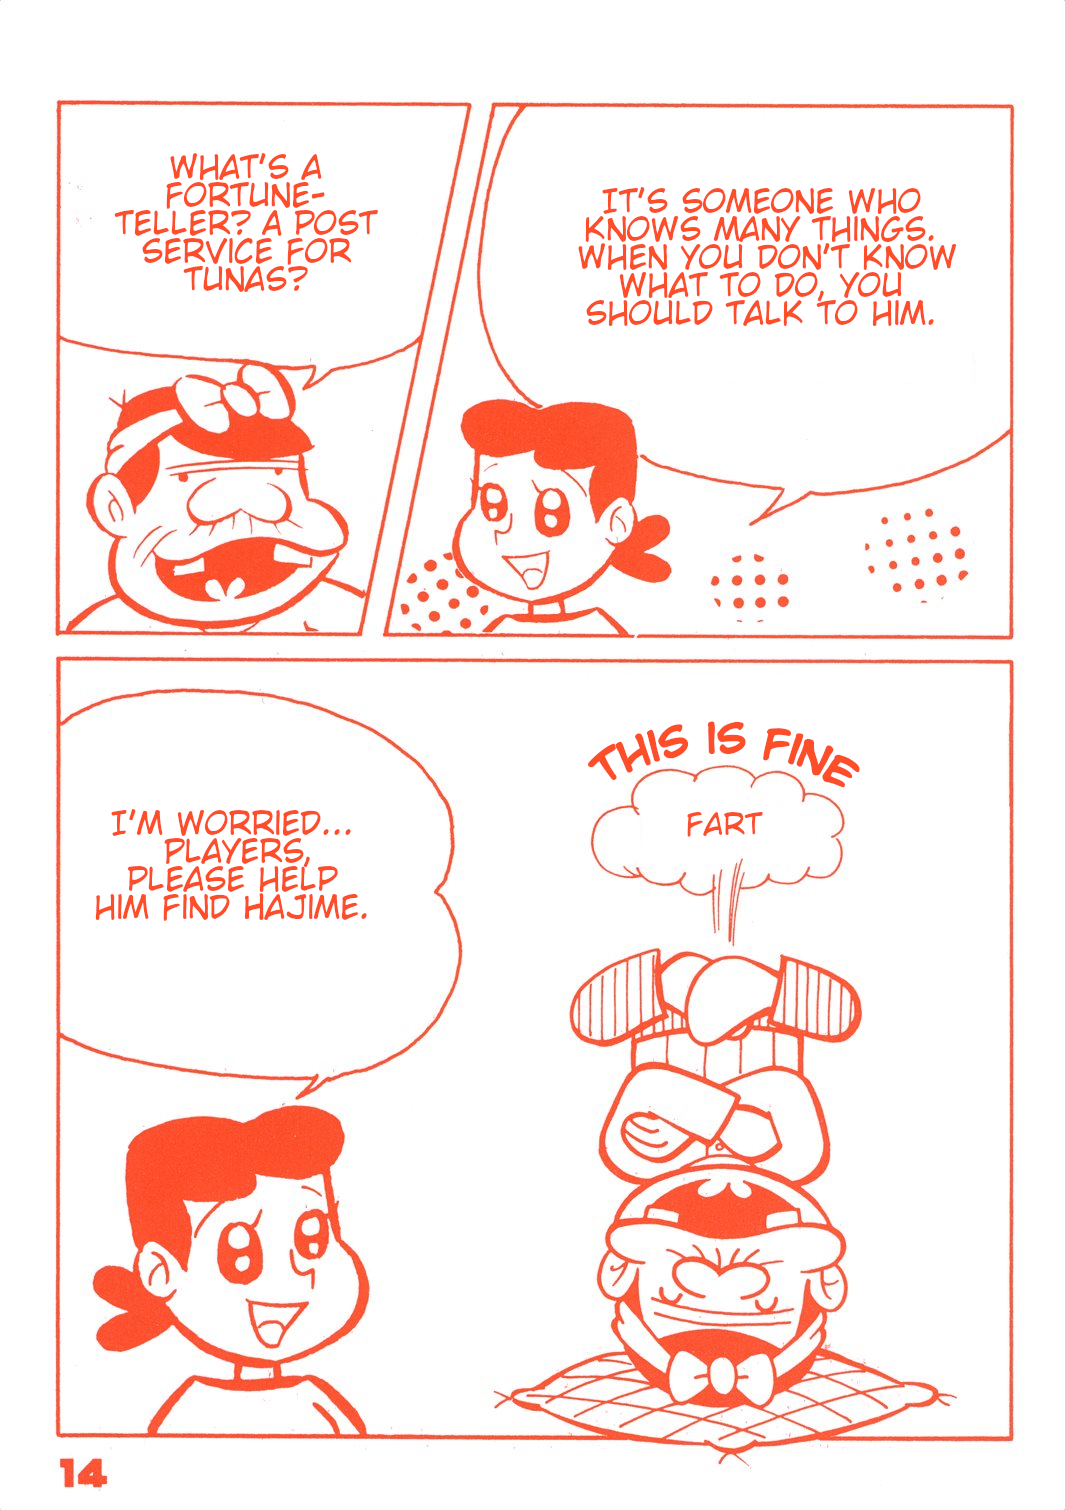 WHAT'S A
FORTUNE-
TELLER? A POST
SERVICE FOR
TUNAS?
IT'S SOMEONE WHO
KNOWS MANY THINGS.
WHEN YOU DON'T KNOW
WHAT TO DO, YOU
SHOULD TALK TO HIM.
I'M WORRIED...
PLAYERS,
PLEASE HELP
HIM FIND HAJIME.
THIS IS FINE
FART
14